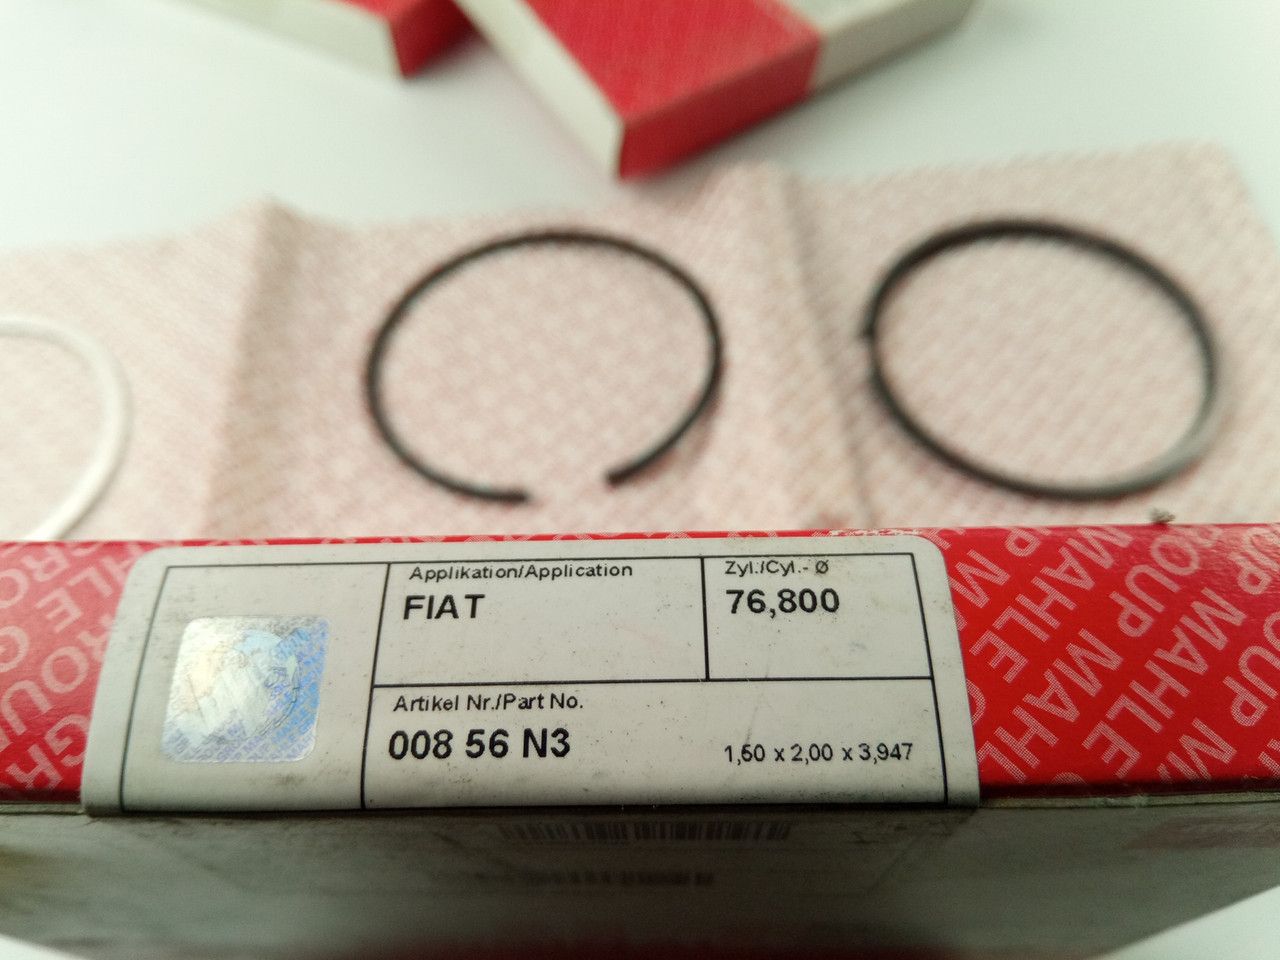 Applikation/Application
FIAT
Zyl./Cyl.- Ø
76,800
Artikel Nr./Part No.
008 56 N3
1,50 x 2,00 x 3,947
MAHLE GROUP
MAHLE
GROUP MAHLE